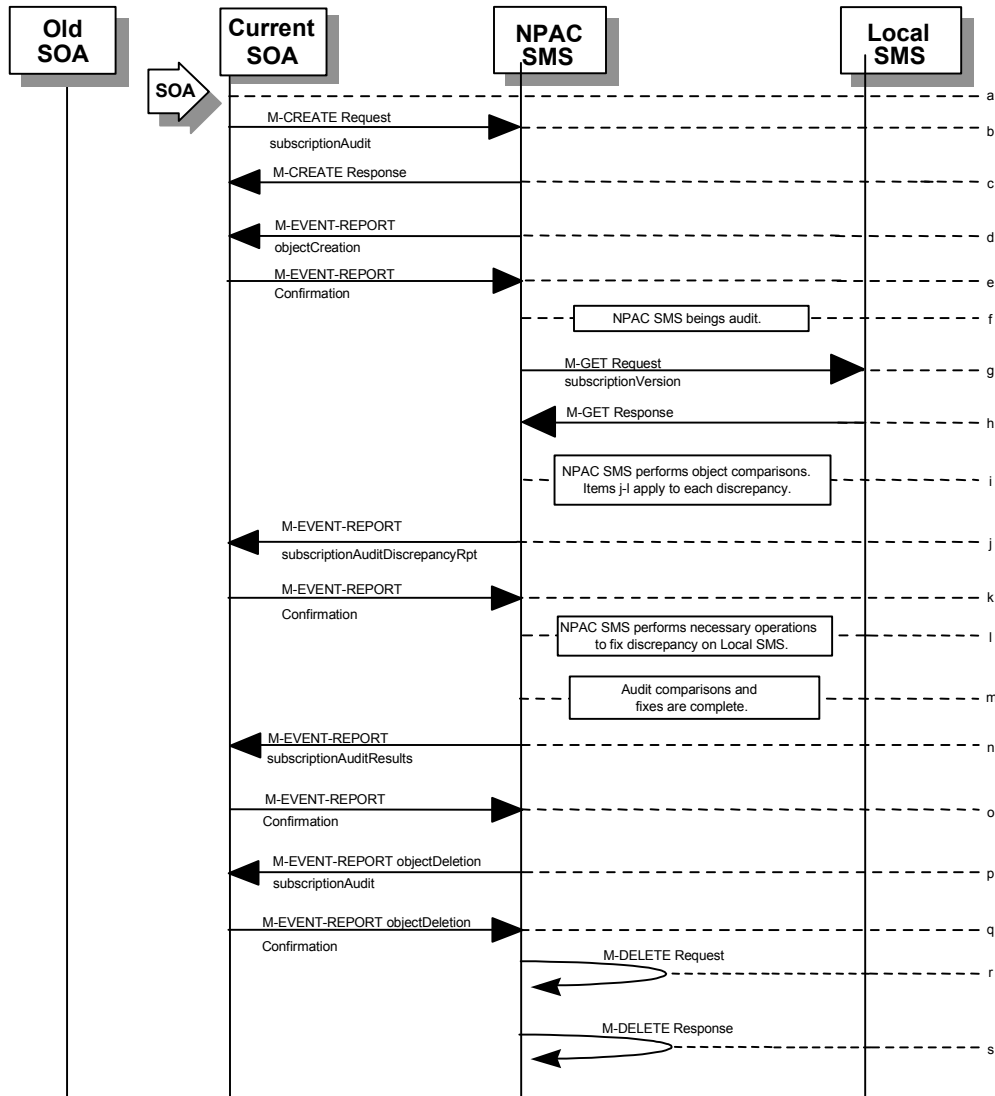 Old
SOA
Current
SOA
NPAC
SMS
Local
SMS
SOA
a
M-CREATE Request
subscriptionAudit
b
M-CREATE Response
c
M-EVENT-REPORT
objectCreation
d
M-EVENT-REPORT
Confirmation
e
NPAC SMS beings audit.
f
M-GET Request
subscriptionVersion
g
M-GET Response
h
NPAC SMS performs object comparisons.
Items j-l apply to each discrepancy.
i
M-EVENT-REPORT
subscriptionAuditDiscrepancyRpt
j
M-EVENT-REPORT
Confirmation
k
NPAC SMS performs necessary operations
to fix discrepancy on Local SMS.
l
Audit comparisons and
fixes are complete.
m
M-EVENT-REPORT
subscriptionAuditResults
n
M-EVENT-REPORT
Confirmation
o
M-EVENT-REPORT objectDeletion
subscriptionAudit
p
M-EVENT-REPORT objectDeletion
Confirmation
q
M-DELETE Request
r
M-DELETE Response
s